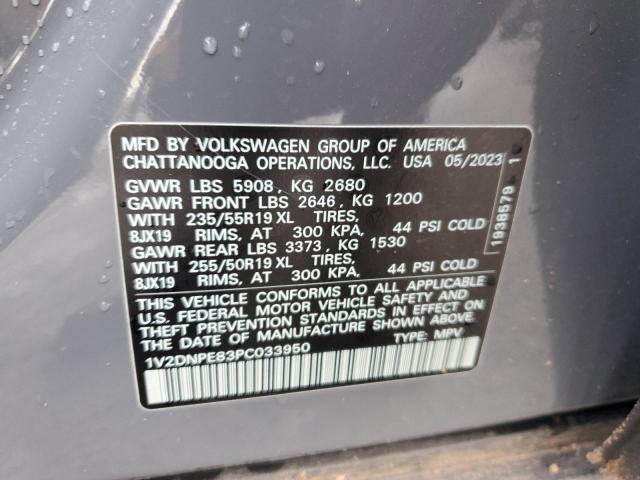 MFD BY VOLKSWAGEN GROUP OF AMERICA
CHATTANOOGA OPERATIONS, LLC. USA 05/2023
GVWR LBS 5908, KG 2680
GAWR FRONT LBS 2646, KG 1200
WITH 235/55R19 XL TIRES,
8JX19 RIMS, AT 300 KPA, 44 PSI COLD
GAWR REAR LBS 3373, KG 1530
WITH 255/50R19 XL TIRES,
8JX19 RIMS, AT 300 KPA, 44 PSI COLD
THIS VEHICLE CONFORMS TO ALL APPLICABLE
U.S. FEDERAL MOTOR VEHICLE SAFETY AND
THEFT PREVENTION STANDARDS IN EFFECT ON
THE DATE OF MANUFACTURE SHOWN ABOVE.
1V2DNPE83PC033950 TYPE: MPV
1938579 1